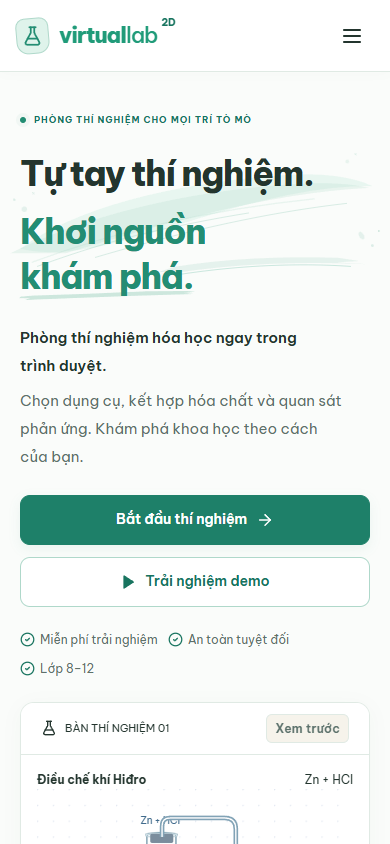 virtuallab 2D
PHÒNG THÍ NGHIỆM CHO MỌI TRÍ TÒ MÒ
Tự tay thí nghiệm.
Khơi nguồn
khám phá.
Phòng thí nghiệm hóa học ngay trong
trình duyệt.
Chọn dụng cụ, kết hợp hóa chất và quan sát
phản ứng. Khám phá khoa học theo cách
của bạn.
Bắt đầu thí nghiệm
Trải nghiệm demo
Miễn phí trải nghiệm An toàn tuyệt đối
Lớp 8–12
BÀN THÍ NGHIỆM 01 Xem trước
Điều chế khí Hiđro Zn + HCl
Zn + HCl